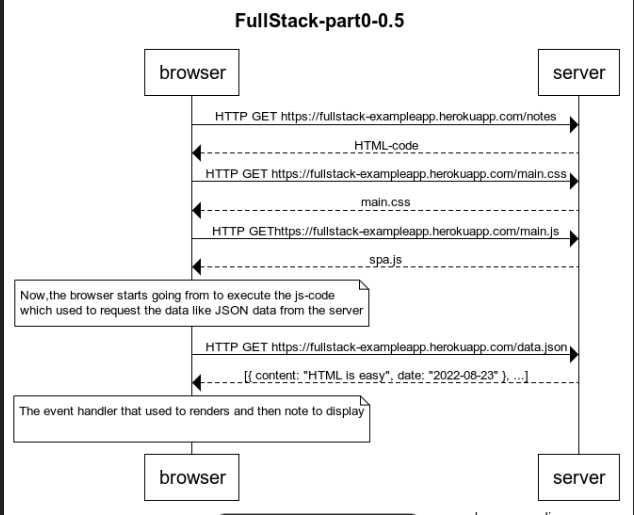 FullStack-part0-0.5
browser
server
HTTP GET https://fullstack-exampleapp.herokuapp.com/notes
HTML-code
HTTP GET https://fullstack-exampleapp.herokuapp.com/main.css
main.css
HTTP GEThttps://fullstack-exampleapp.herokuapp.com/main.js
spa.js
Now,the browser starts going from to execute the js-code
which used to request the data like JSON data from the server
HTTP GET https://fullstack-exampleapp.herokuapp.com/data.json
[{ content: "HTML is easy", date: "2022-08-23" }, ...]
The event handler that used to renders and then note to display
browser
server